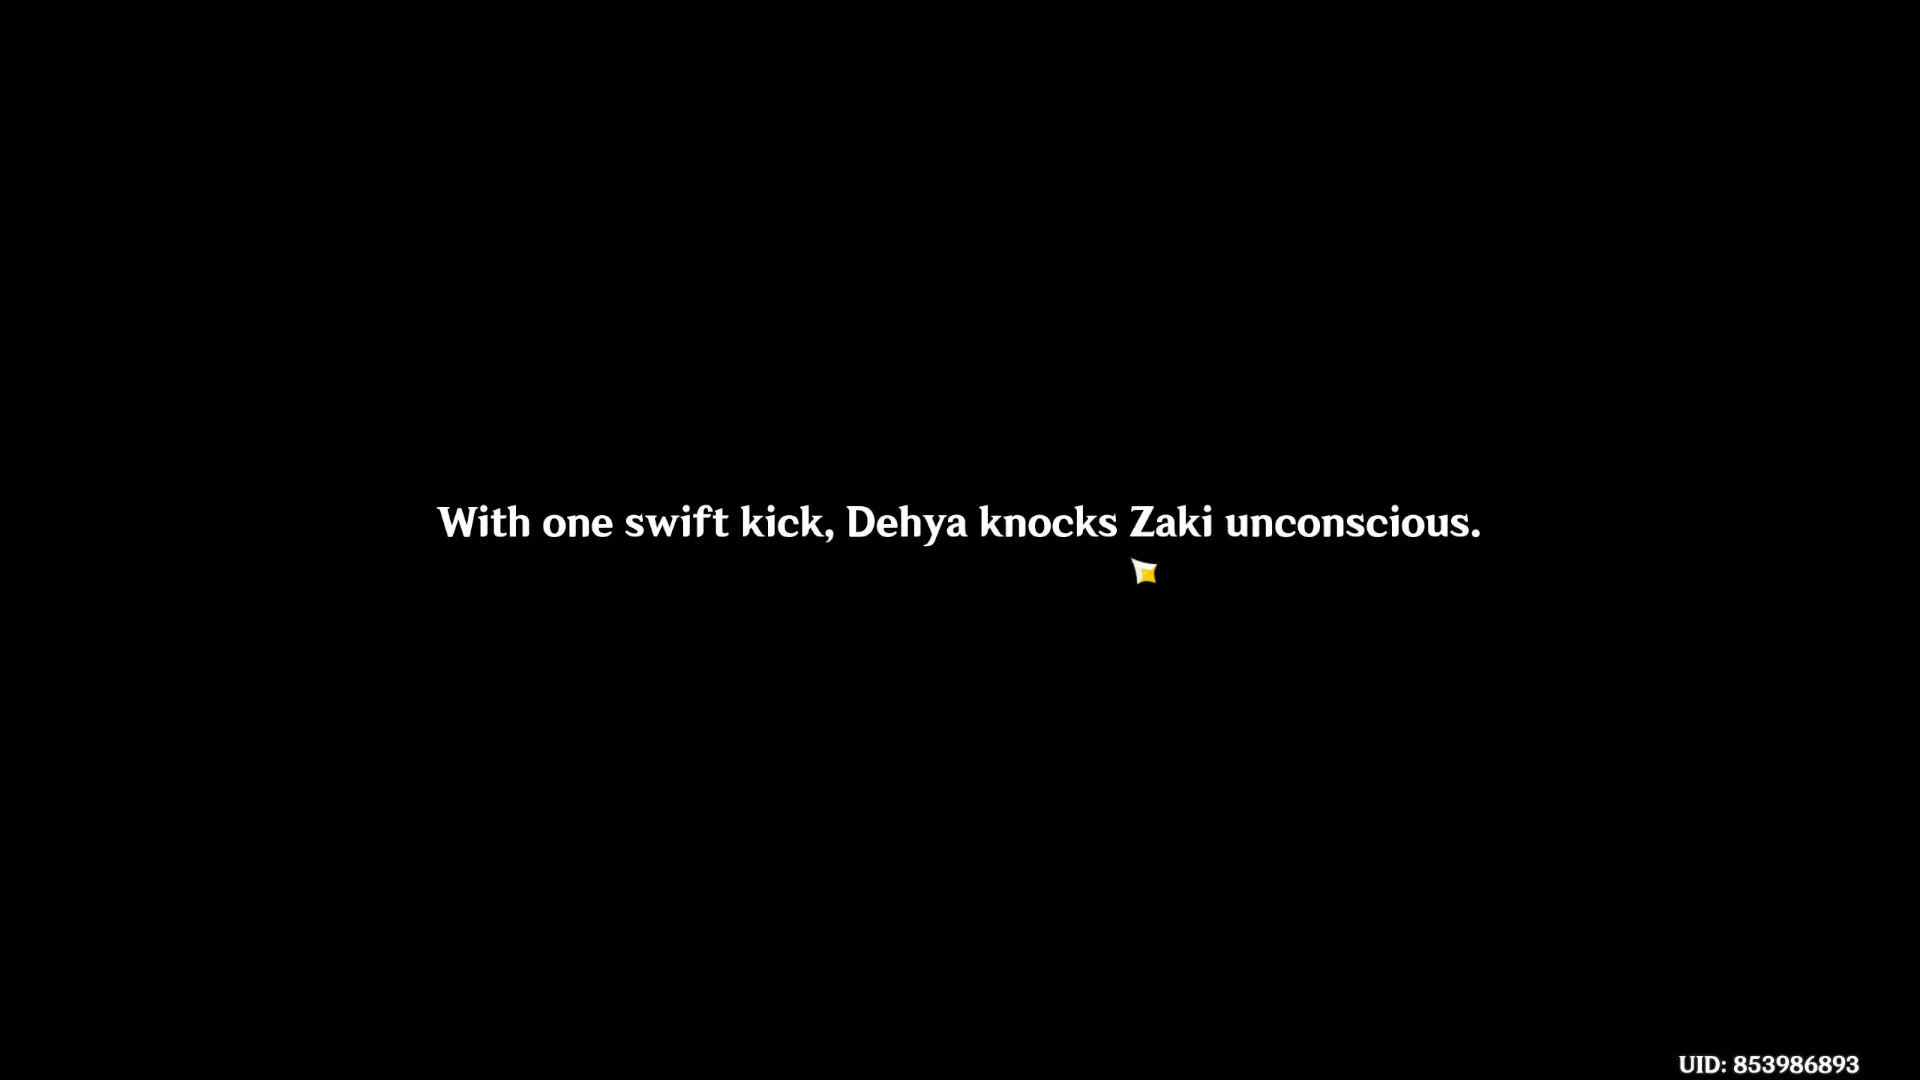 With one swift kick, Dehya knocks Zaki unconscious.
UID: 853986893